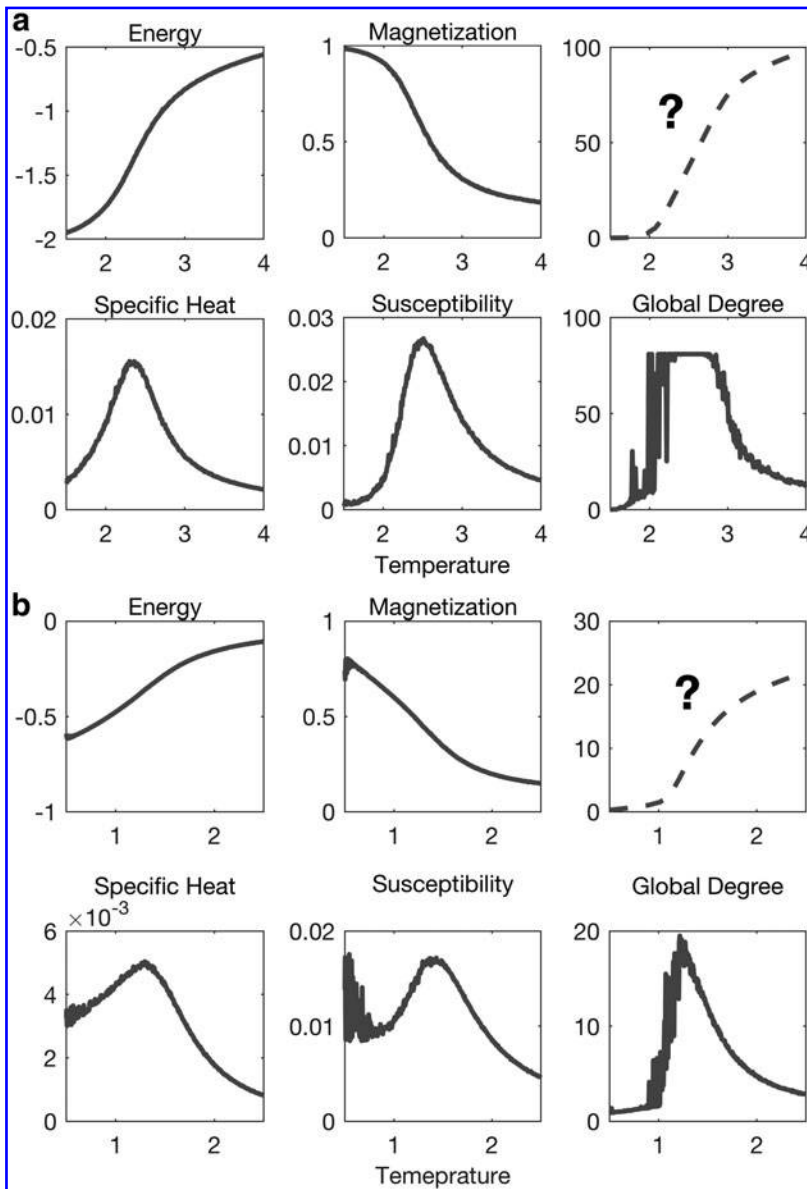 a
Energy
Magnetization
-0.5
-1
-1.5
-2
2 3 4
1
0.5
0
2 3 4
100
50
0
?
2 3 4
Specific Heat
Susceptibility
Global Degree
0.02
0.01
0
2 3 4
0.03
0.02
0.01
0
2 3 4
100
50
0
2 3 4
Temperature
b
Energy
Magnetization
0
-0.5
-1
1 2
1
0.5
0
1 2
30
20
10
0
?
1 2
Specific Heat
Susceptibility
Global Degree
×10-3
6
4
2
0
1 2
0.02
0.01
0
1 2
20
10
0
1 2
Temeprature